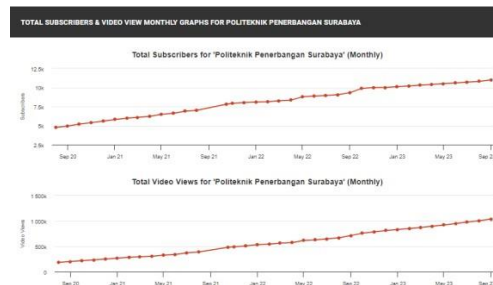 TOTAL SUBSCRIBERS & VIDEO VIEW MONTHLY GRAPHS FOR POLITEKNIK PENERBANGAN SURABAYA
Total Subscribers for 'Politeknik Penerbangan Surabaya' (Monthly)
12.5k
10k
7.5k
5k
2.5k
Subscribers
Sep 20 Jan 21 May 21 Sep 21 Jan 22 May 22 Sep 22 Jan 23 May 23 Sep 2
Total Video Views for 'Politeknik Penerbangan Surabaya' (Monthly)
1 500k
1 000k
500k
0
Video Views
Sep 20 Jan 21 May 21 Sep 21 Jan 22 May 22 Sep 22 Jan 23 May 23 Sep 2